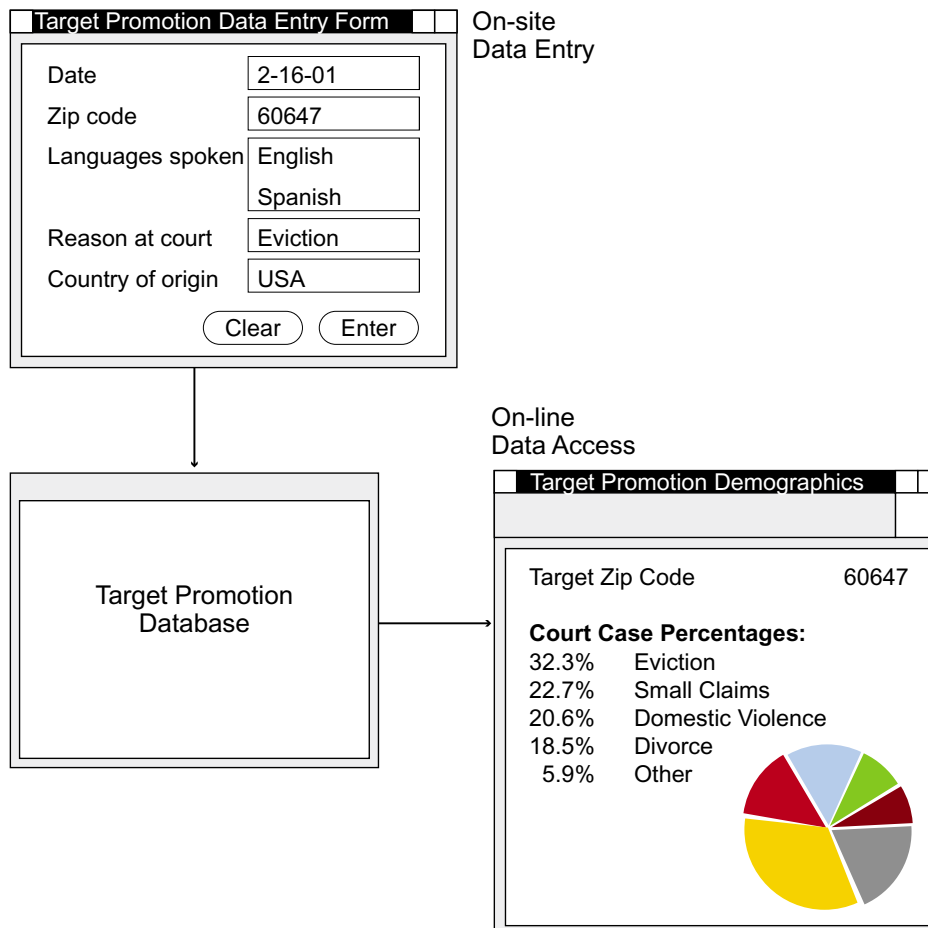 Target Promotion Data Entry Form
On-site
Data Entry
Date 2-16-01
Zip code 60647
Languages spoken English
Spanish
Reason at court Eviction
Country of origin USA
Clear Enter
On-line
Data Access
Target Promotion Database
Target Promotion Demographics
Target Zip Code 60647
Court Case Percentages:
32.3% Eviction
22.7% Small Claims
20.6% Domestic Violence
18.5% Divorce
5.9% Other